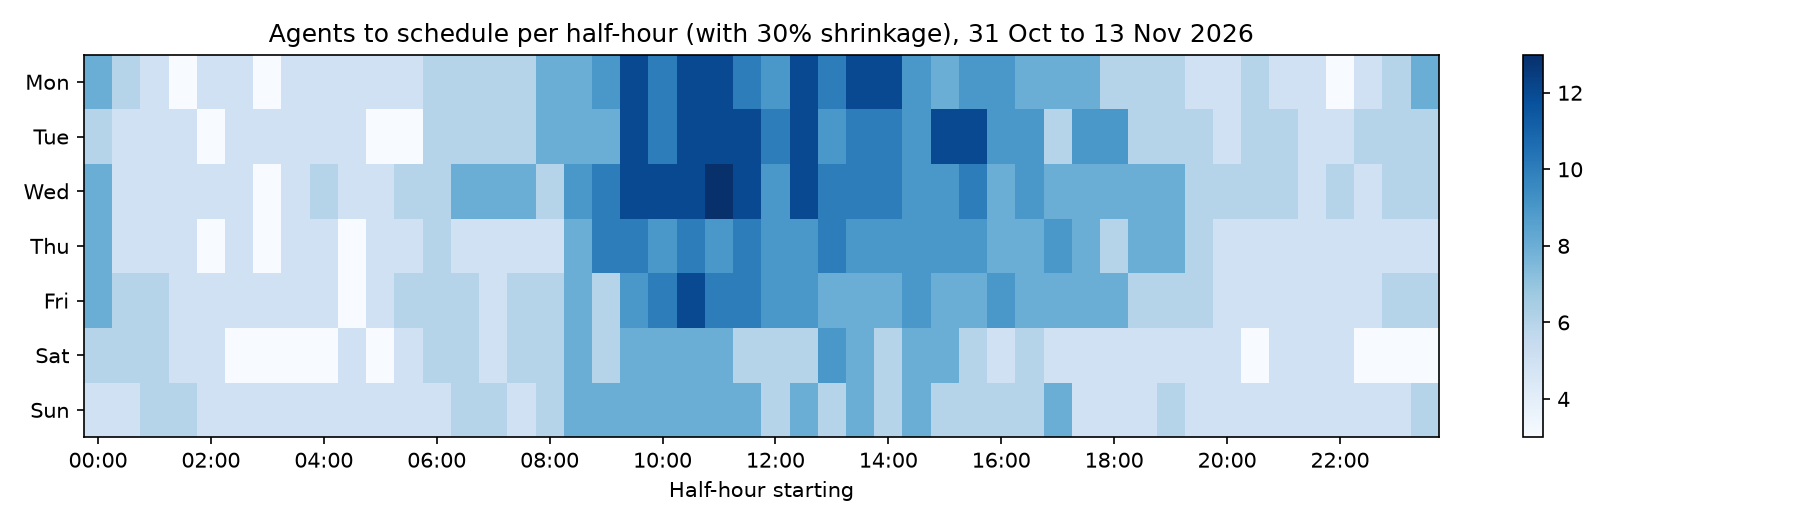 Agents to schedule per half-hour (with 30% shrinkage), 31 Oct to 13 Nov 2026
Mon
Tue
Wed
Thu
Fri
Sat
Sun
00:00 02:00 04:00 06:00 08:00 10:00 12:00 14:00 16:00 18:00 20:00 22:00
Half-hour starting
12
10
8
6
4